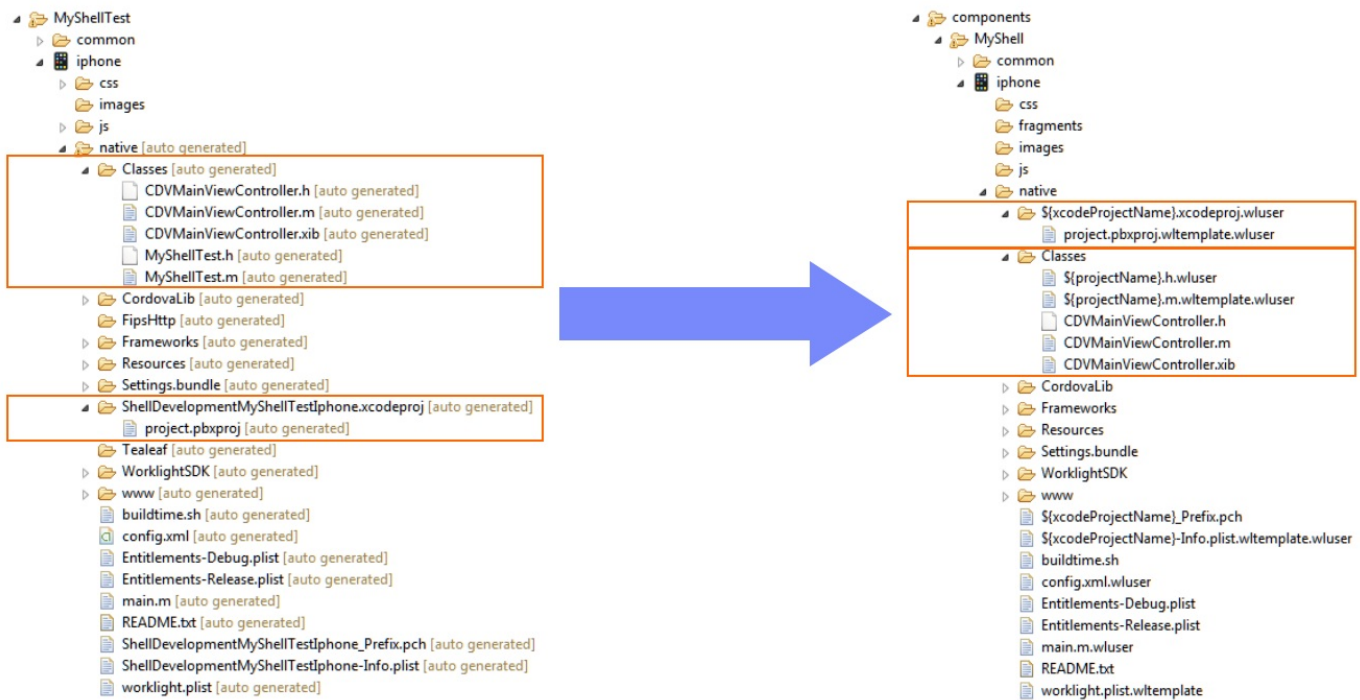 MyShellTest
common
iphone
css
images
js
native [auto generated]
Classes [auto generated]
CDVMainViewController.h [auto generated]
CDVMainViewController.m [auto generated]
CDVMainViewController.xib [auto generated]
MyShellTest.h [auto generated]
MyShellTest.m [auto generated]
CordovaLib [auto generated]
FipsHttp [auto generated]
Frameworks [auto generated]
Resources [auto generated]
Settings.bundle [auto generated]
ShellDevelopmentMyShellTestIphone.xcodeproj [auto generated]
project.pbxproj [auto generated]
Tealeaf [auto generated]
WorklightSDK [auto generated]
www [auto generated]
buildtime.sh [auto generated]
config.xml [auto generated]
Entitlements-Debug.plist [auto generated]
Entitlements-Release.plist [auto generated]
main.m [auto generated]
README.txt [auto generated]
ShellDevelopmentMyShellTestIphone_Prefix.pch [auto generated]
ShellDevelopmentMyShellTestIphone-Info.plist [auto generated]
worklight.plist [auto generated]
components
MyShell
common
iphone
css
fragments
images
js
native
${xcodeProjectName}.xcodeproj.wluser
project.pbxproj.wltemplate.wluser
Classes
${projectName}.h.wluser
${projectName}.m.wltemplate.wluser
CDVMainViewController.h
CDVMainViewController.m
CDVMainViewController.xib
CordovaLib
Frameworks
Resources
Settings.bundle
WorklightSDK
www
${xcodeProjectName}_Prefix.pch
${xcodeProjectName}-Info.plist.wltemplate.wluser
buildtime.sh
config.xml.wluser
Entitlements-Debug.plist
Entitlements-Release.plist
main.m.wluser
README.txt
worklight.plist.wltemplate